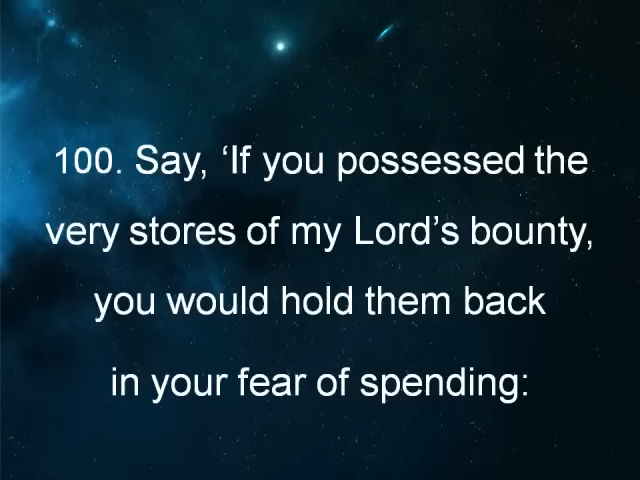 100. Say, ‘If you possessed the
very stores of my Lord’s bounty,
you would hold them back
in your fear of spending: